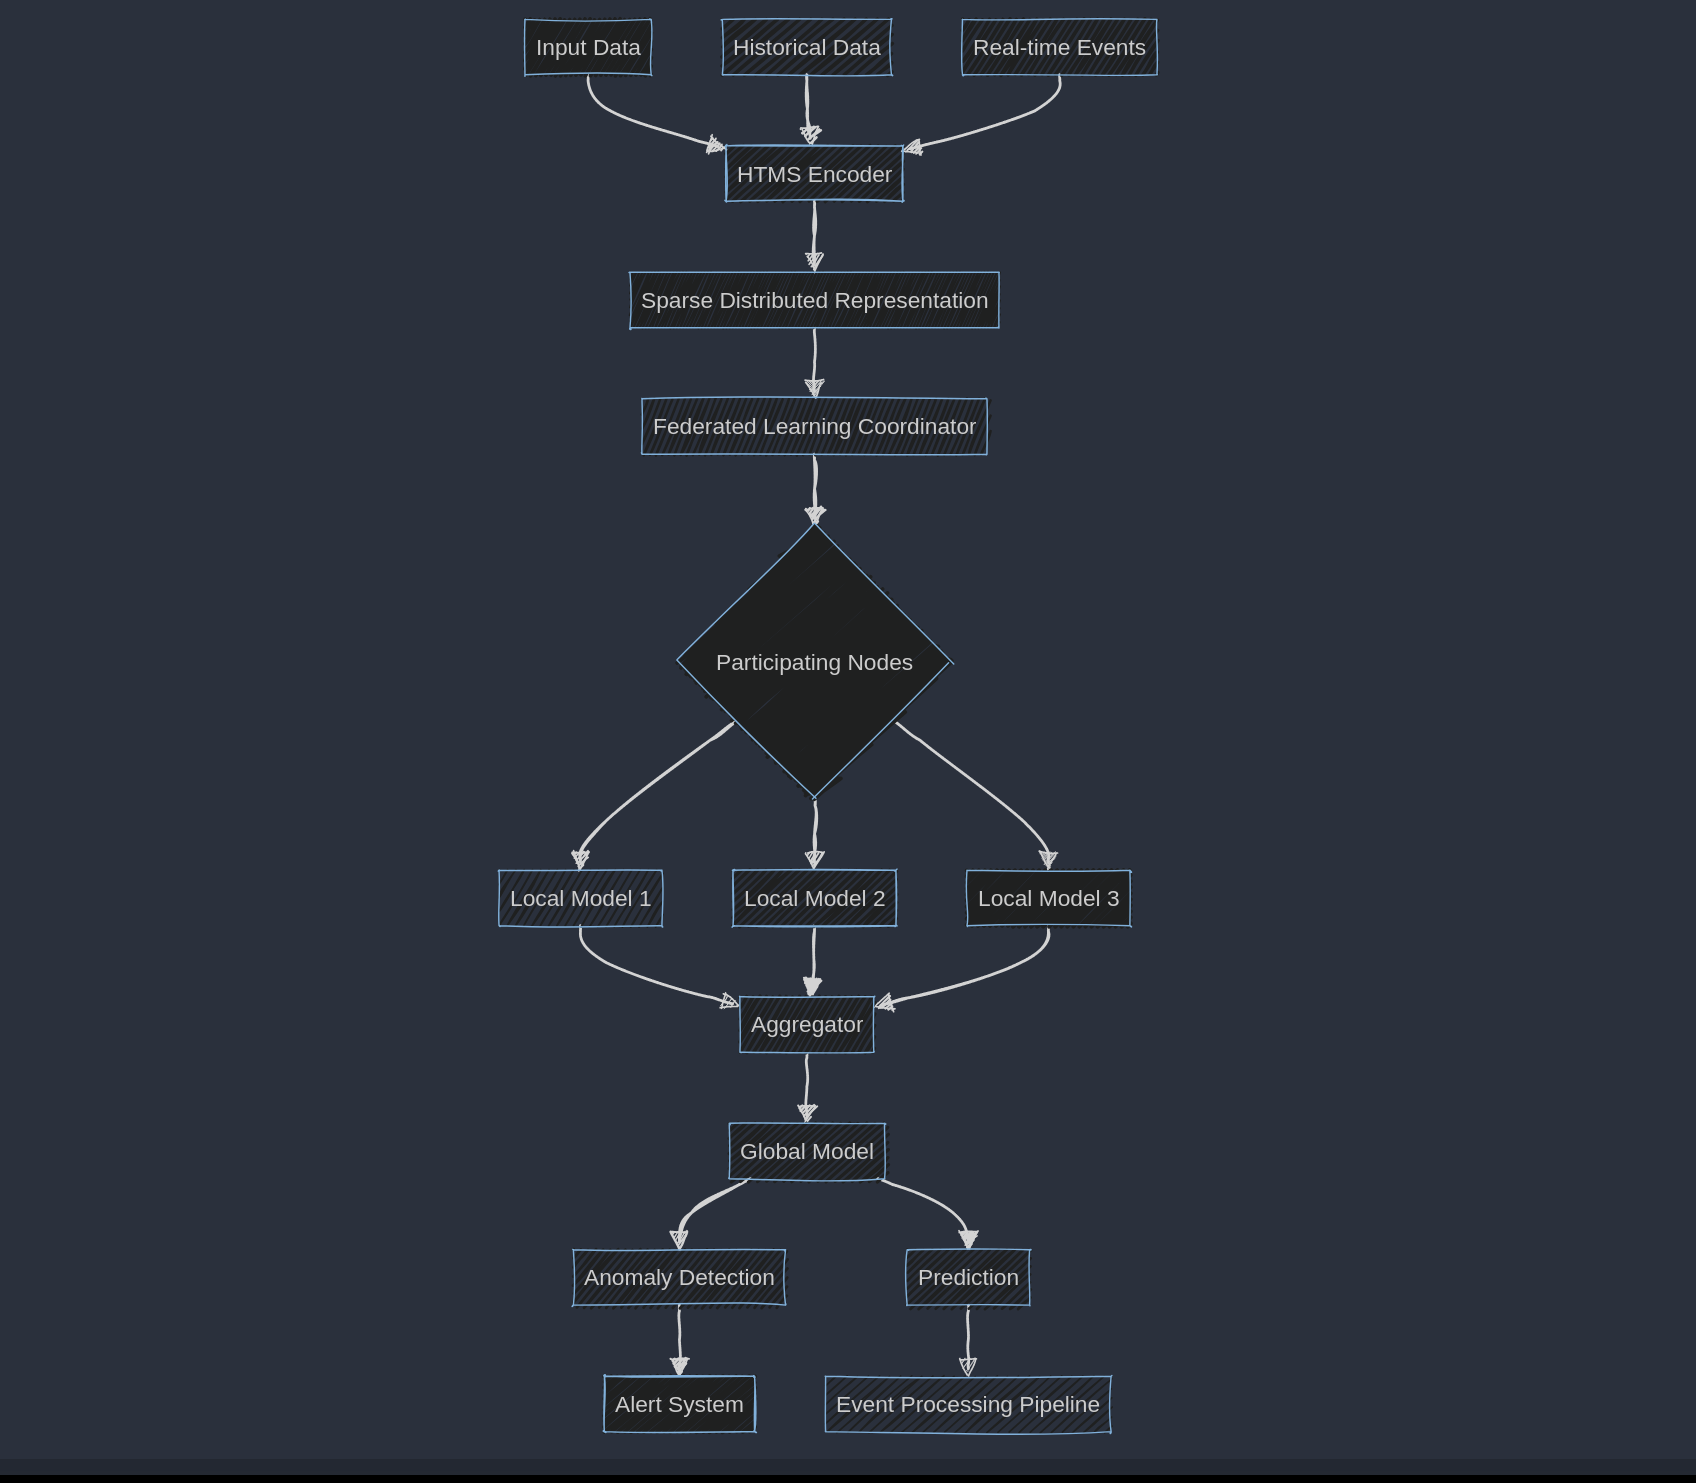 Input Data
Historical Data
Real-time Events
HTMS Encoder
Sparse Distributed Representation
Federated Learning Coordinator
Participating Nodes
Local Model 1
Local Model 2
Local Model 3
Aggregator
Global Model
Anomaly Detection
Prediction
Alert System
Event Processing Pipeline